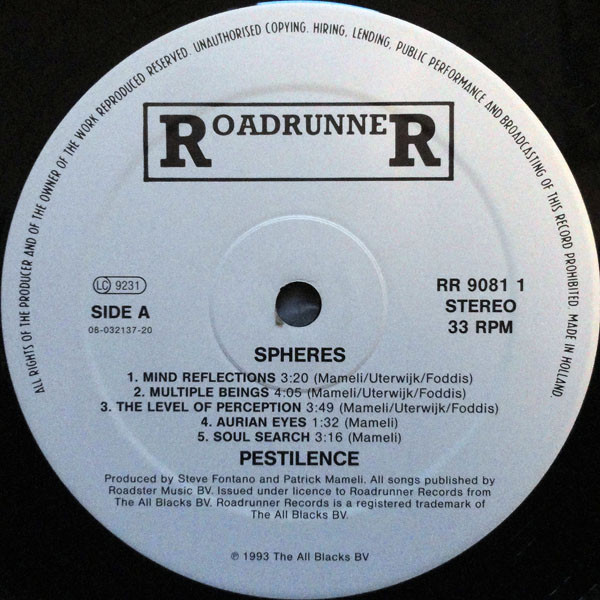 ALL RIGHTS OF THE PRODUCER AND OF THE OWNER OF THE WORK REPRODUCED RESERVED. UNAUTHORISED COPYING. HIRING, LENDING, PUBLIC PERFORMANCE AND BROADCASTING OF THIS RECORD PROHIBITED. MADE IN HOLLAND
ROADRUNNER
LC 9231
SIDE A
06-032137-20
RR 9081 1
STEREO
33 RPM
SPHERES
1. MIND REFLECTIONS 3:20 (Mameli/Uterwijk/Foddis)
2. MULTIPLE BEINGS 4:05 (Mameli/Uterwijk/Foddis)
3. THE LEVEL OF PERCEPTION 3:49 (Mameli/Uterwijk/Foddis)
4. AURIAN EYES 1:32 (Mameli)
5. SOUL SEARCH 3:16 (Mameli)
PESTILENCE
Produced by Steve Fontano and Patrick Mameli. All songs published by
Roadster Music BV. Issued under licence to Roadrunner Records from
The All Blacks BV. Roadrunner Records is a registered trademark of
The All Blacks BV.
℗ 1993 The All Blacks BV